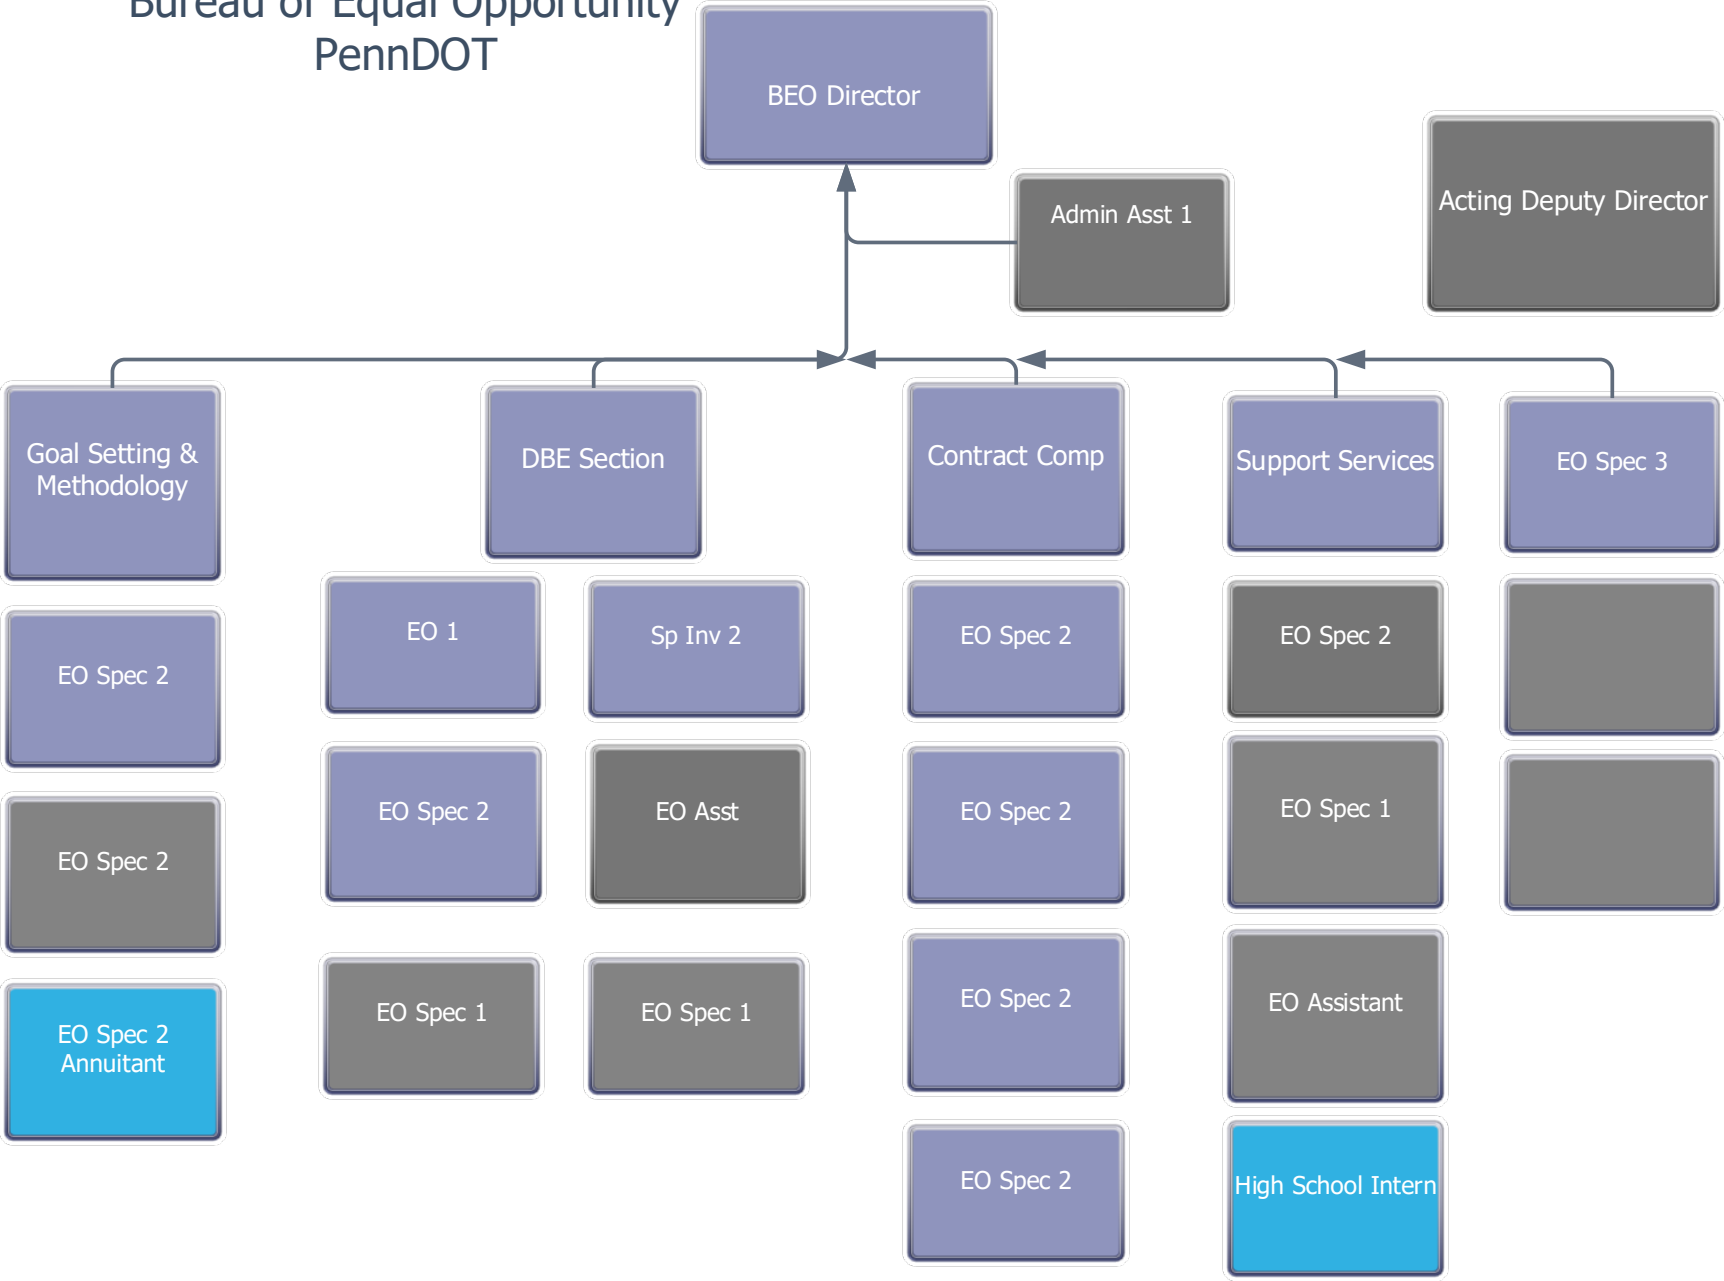 Bureau of Equal Opportunity
PennDOT
BEO Director
Admin Asst 1
Acting Deputy Director
Goal Setting &
Methodology
DBE Section
Contract Comp
Support Services
EO Spec 3
EO Spec 2
EO Spec 2
EO Spec 2
Annuitant
EO 1
Sp Inv 2
EO Spec 2
EO Asst
EO Spec 1
EO Spec 1
EO Spec 2
EO Spec 2
EO Spec 2
EO Spec 2
EO Spec 2
EO Spec 1
EO Assistant
High School Intern